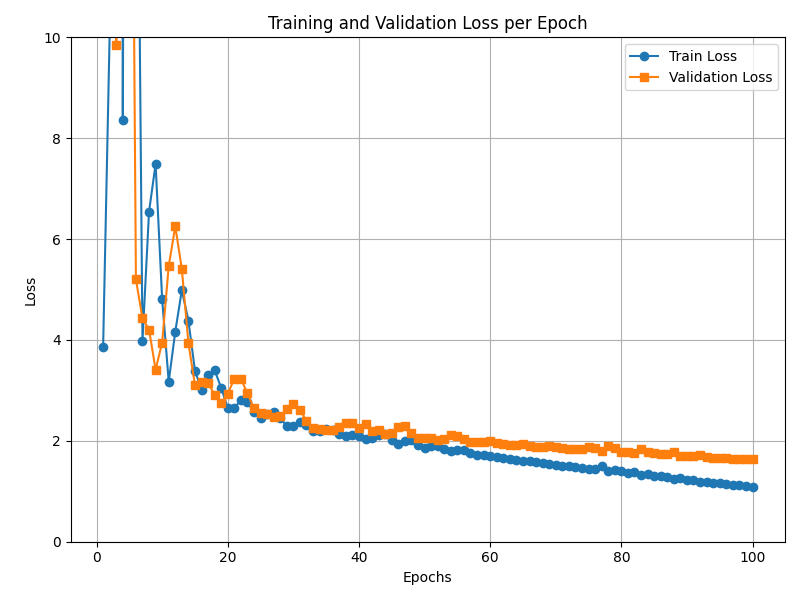 Training and Validation Loss per Epoch
Train Loss
Validation Loss
10
8
6
4
2
0
Loss
0 20 40 60 80 100
Epochs